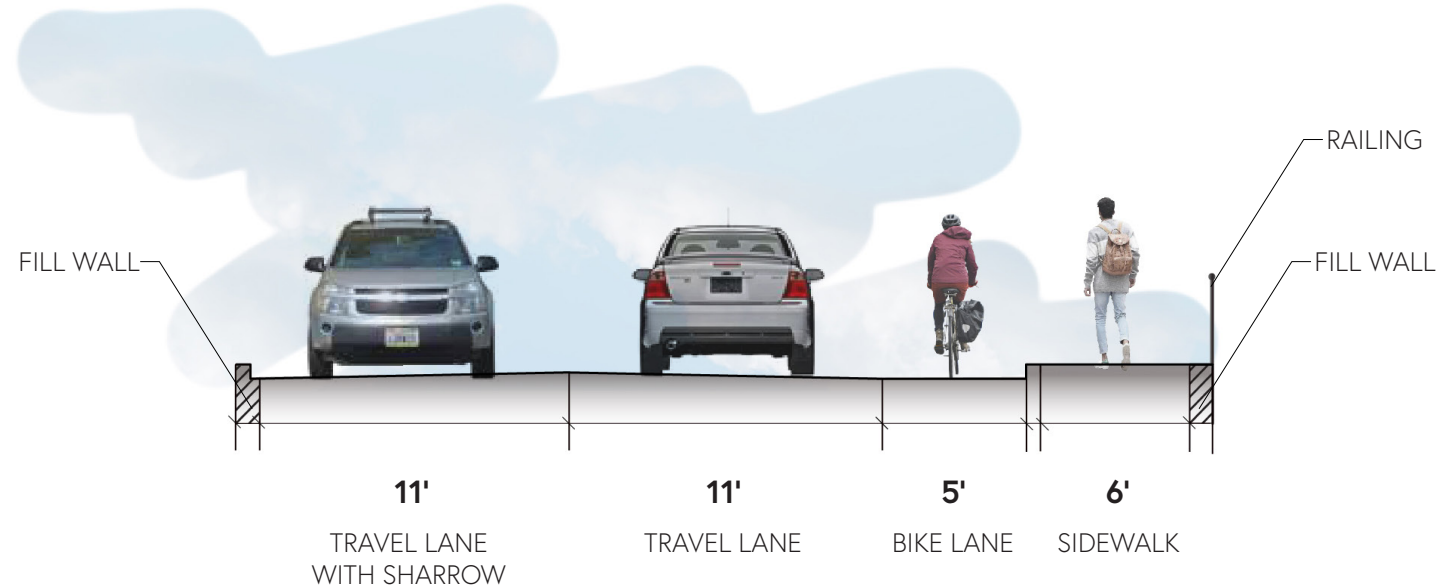 RAILING
FILL WALL
FILL WALL
11'
11'
5'
6'
TRAVEL LANE
WITH SHARROW
TRAVEL LANE
BIKE LANE
SIDEWALK